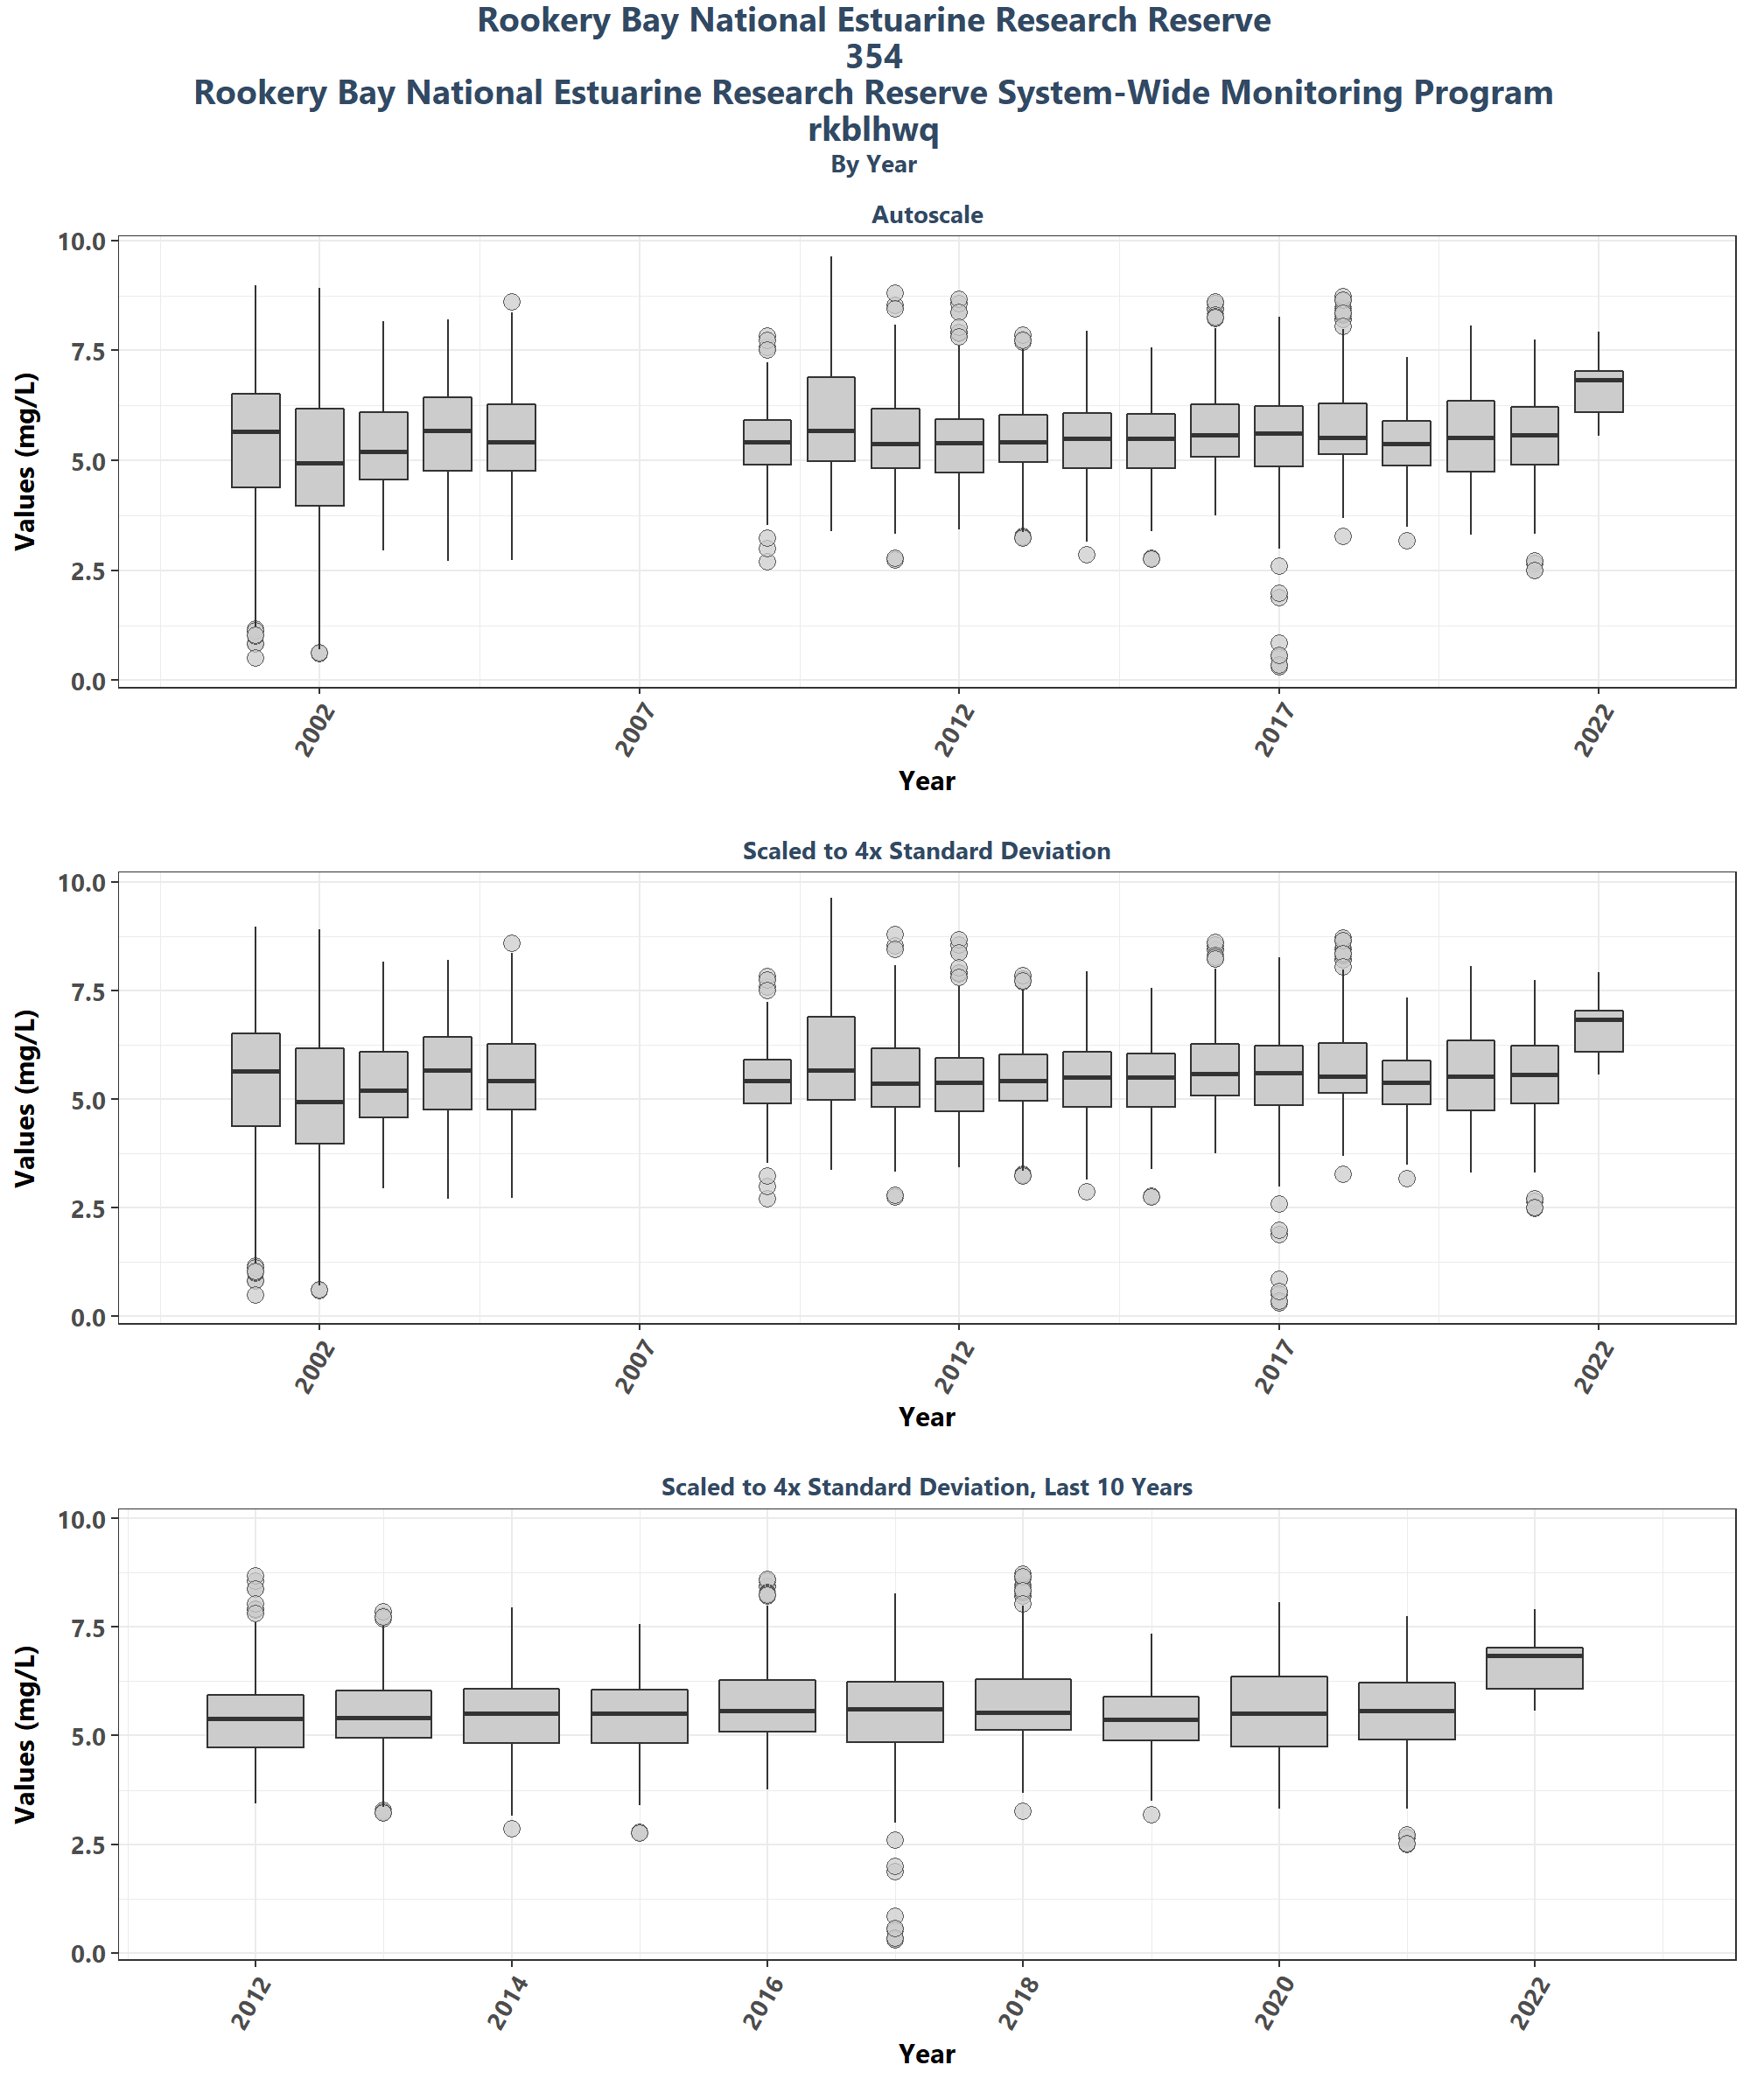 Rookery Bay National Estuarine Research Reserve
354
Rookery Bay National Estuarine Research Reserve System-Wide Monitoring Program
rkblhwq
By Year
Autoscale
10.0
7.5
5.0
2.5
0.0
Values (mg/L)
2002 2007 2012 2017 2022
Year
Scaled to 4x Standard Deviation
10.0
7.5
5.0
2.5
0.0
Values (mg/L)
2002 2007 2012 2017 2022
Year
Scaled to 4x Standard Deviation, Last 10 Years
10.0
7.5
5.0
2.5
0.0
Values (mg/L)
2012 2014 2016 2018 2020 2022
Year